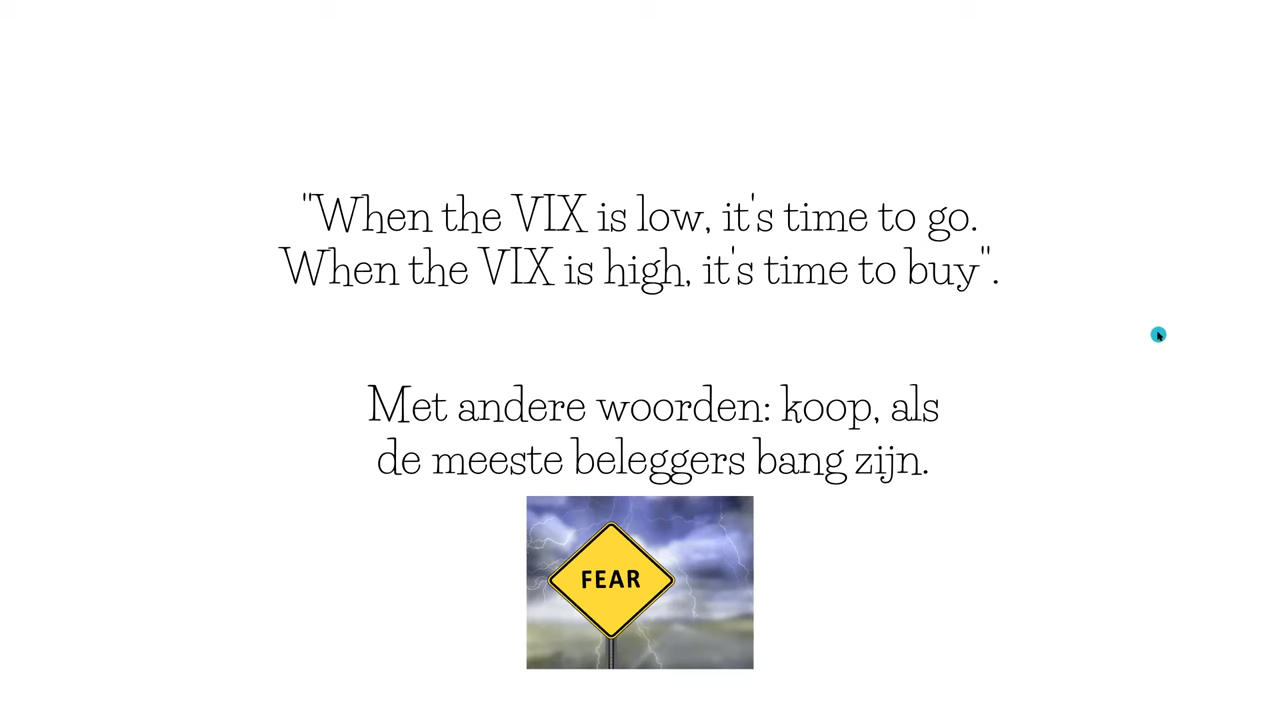 "When the VIX is low, it's time to go.
When the VIX is high, it's time to buy".
Met andere woorden: koop, als
de meeste beleggers bang zijn.
FEAR